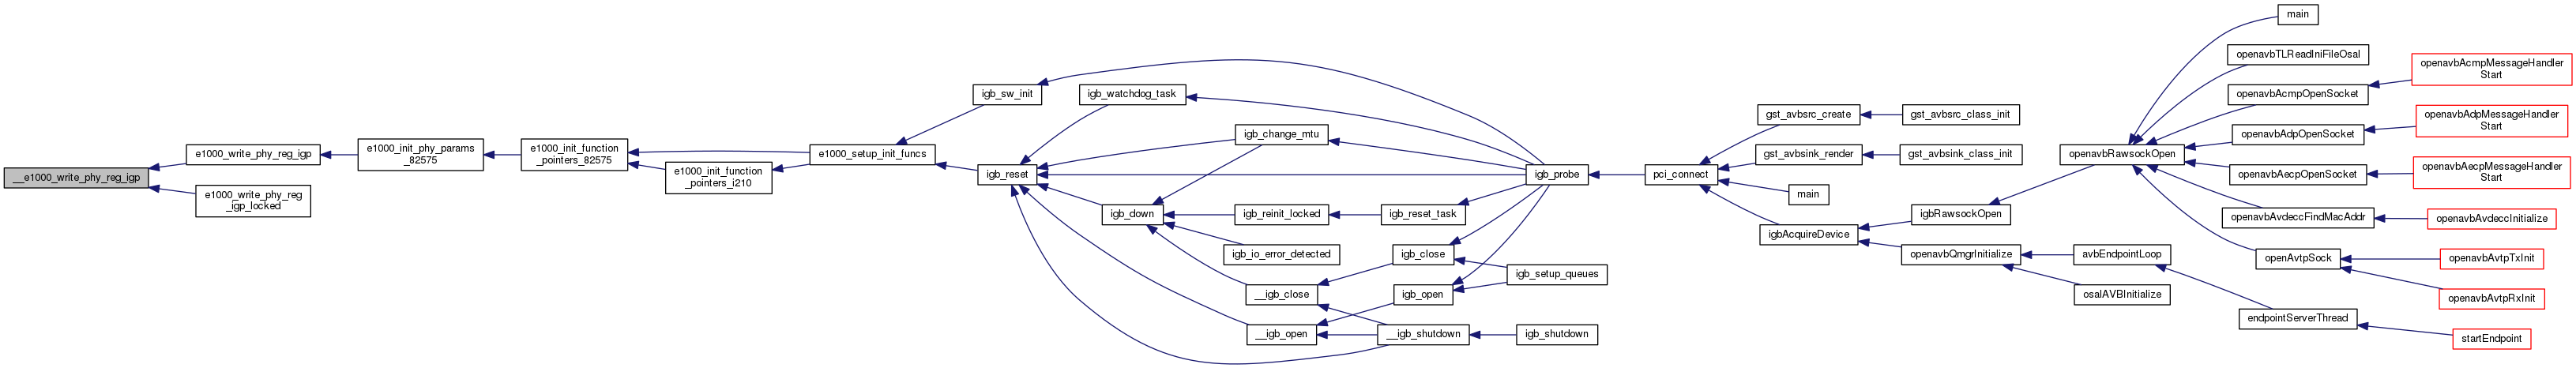 __e1000_write_phy_reg_igp
e1000_write_phy_reg_igp
e1000_write_phy_reg
_igp_locked
e1000_init_phy_params
_82575
e1000_init_function
_pointers_82575
e1000_init_function
_pointers_i210
e1000_setup_init_funcs
igb_sw_init
igb_reset
igb_watchdog_task
igb_change_mtu
igb_down
igb_reinit_locked
igb_reset_task
igb_io_error_detected
__igb_close
igb_close
__igb_open
igb_open
igb_setup_queues
__igb_shutdown
igb_shutdown
igb_probe
pci_connect
gst_avbsrc_create
gst_avbsrc_class_init
gst_avbsink_render
gst_avbsink_class_init
main
igbAcquireDevice
igbRawsockOpen
openavbQmgrInitialize
avbEndpointLoop
osalAVBInitialize
endpointServerThread
startEndpoint
openavbRawsockOpen
main
openavbTLReadIniFileOsal
openavbAcmpOpenSocket
openavbAcmpMessageHandler
Start
openavbAdpOpenSocket
openavbAdpMessageHandler
Start
openavbAecpOpenSocket
openavbAecpMessageHandler
Start
openavbAvdeccFindMacAddr
openavbAvdeccInitialize
openAvtpSock
openavbAvtpTxInit
openavbAvtpRxInit